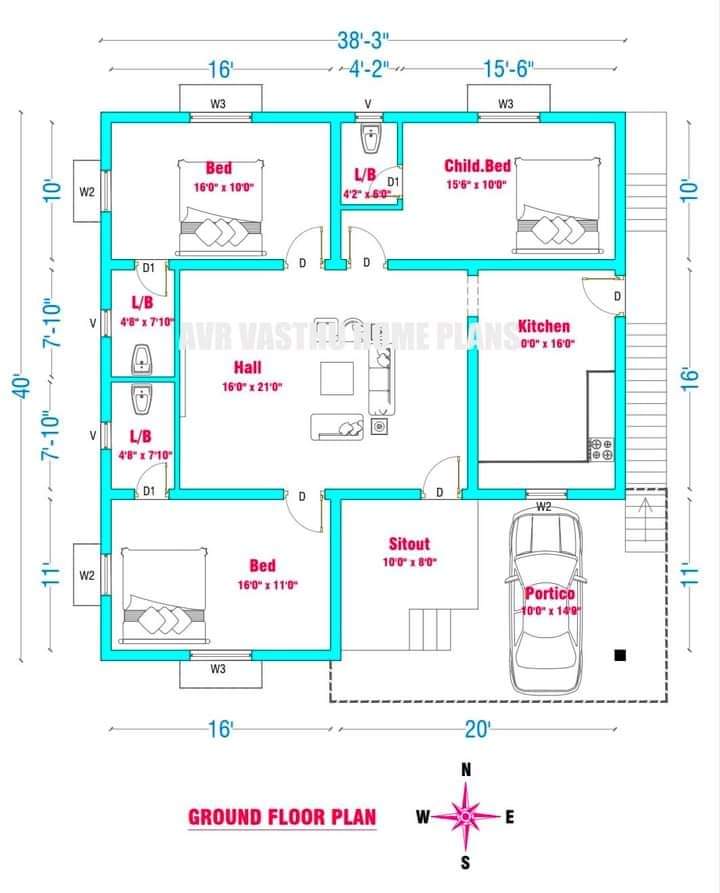 38'-3"
16'
4'-2"
15'-6"
W3
V
W3
Bed
16'0" x 10'0"
L/B
4'2" x 6'0"
D1
Child.Bed
15'6" x 10'0"
W2
10'
10'
D1
D
D
D
L/B
4'8" x 7'10"
V
7'-10"
AVR VASTHU HOME PLANS
Kitchen
0'0" x 16'0"
Hall
16'0" x 21'0"
40'
16'
L/B
4'8" x 7'10"
V
7'-10"
D1
D
D
W2
Sitout
10'0" x 8'0"
Bed
16'0" x 11'0"
W2
11'
11'
Portico
10'0" x 14'9"
W3
16'
20'
GROUND FLOOR PLAN
N
W
E
S